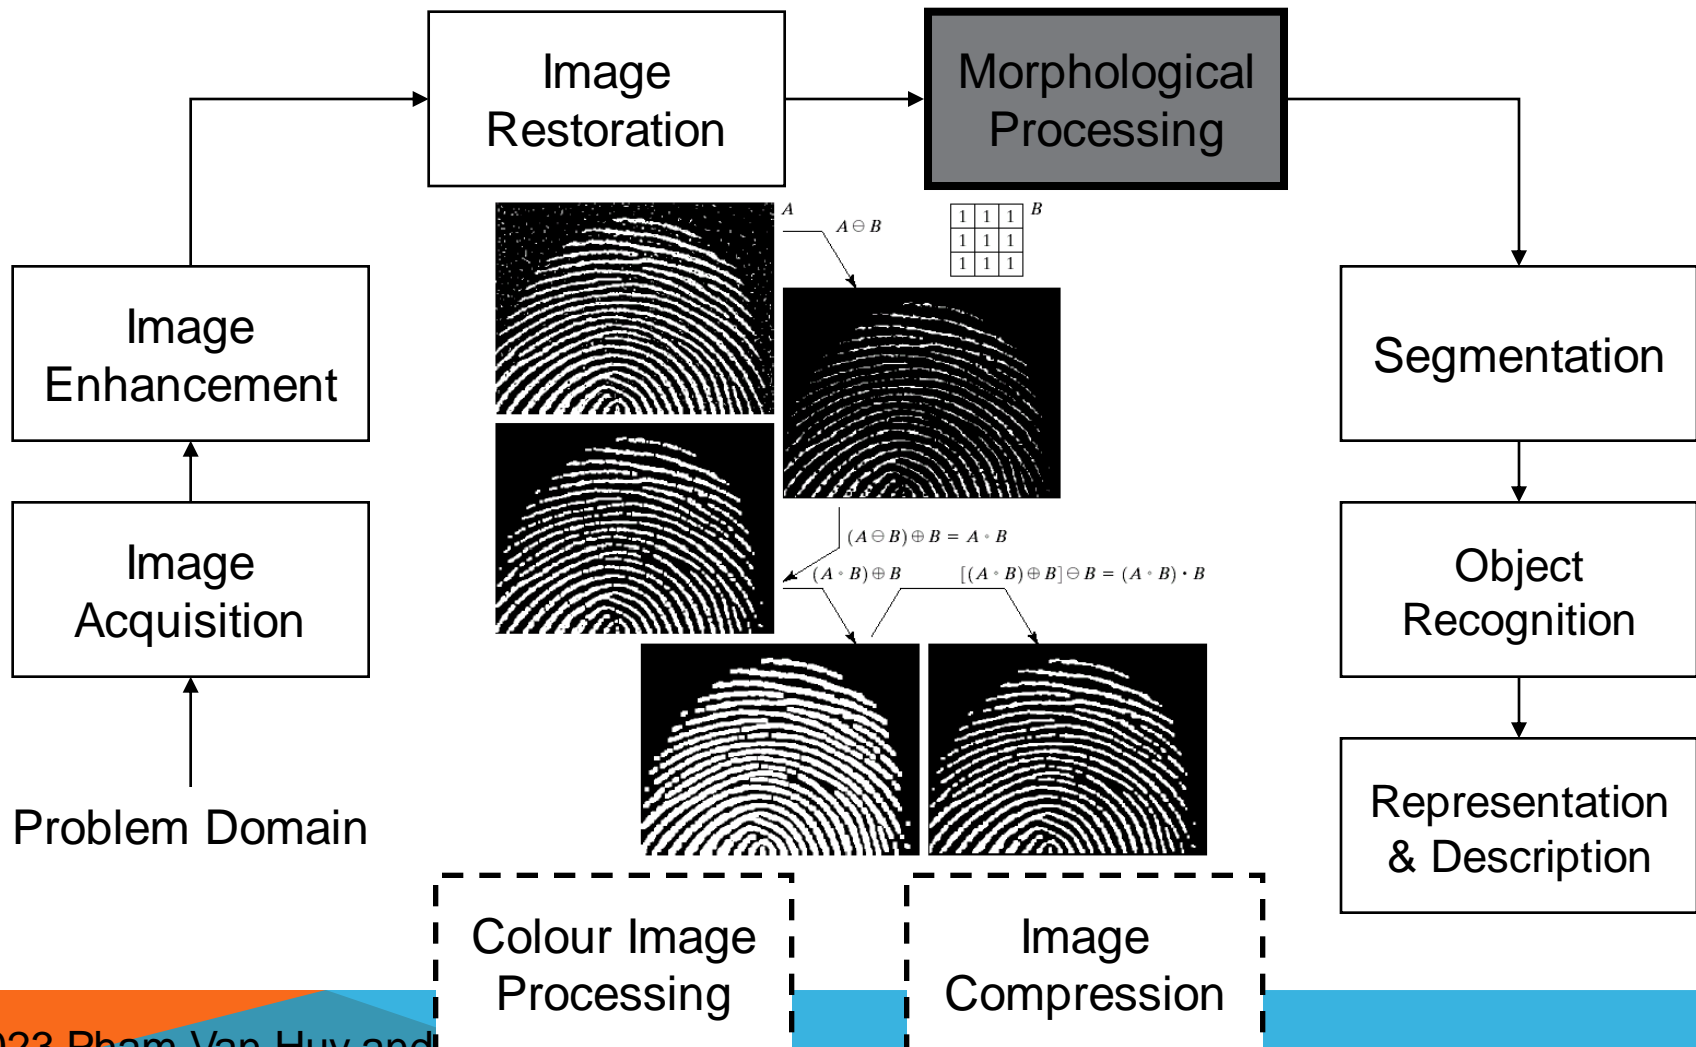 Image
Restoration
Morphological
Processing
A
A ⊖ B
1 1 1 B
1 1 1
1 1 1
Image
Enhancement
Segmentation
(A ⊖ B) ⊕ B = A ∘ B
(A ∘ B) ⊕ B
[(A ∘ B) ⊕ B] ⊖ B = (A ∘ B) • B
Image
Acquisition
Object
Recognition
Problem Domain
Representation
& Description
Colour Image
Processing
Image
Compression
023 Pham Van Huy and